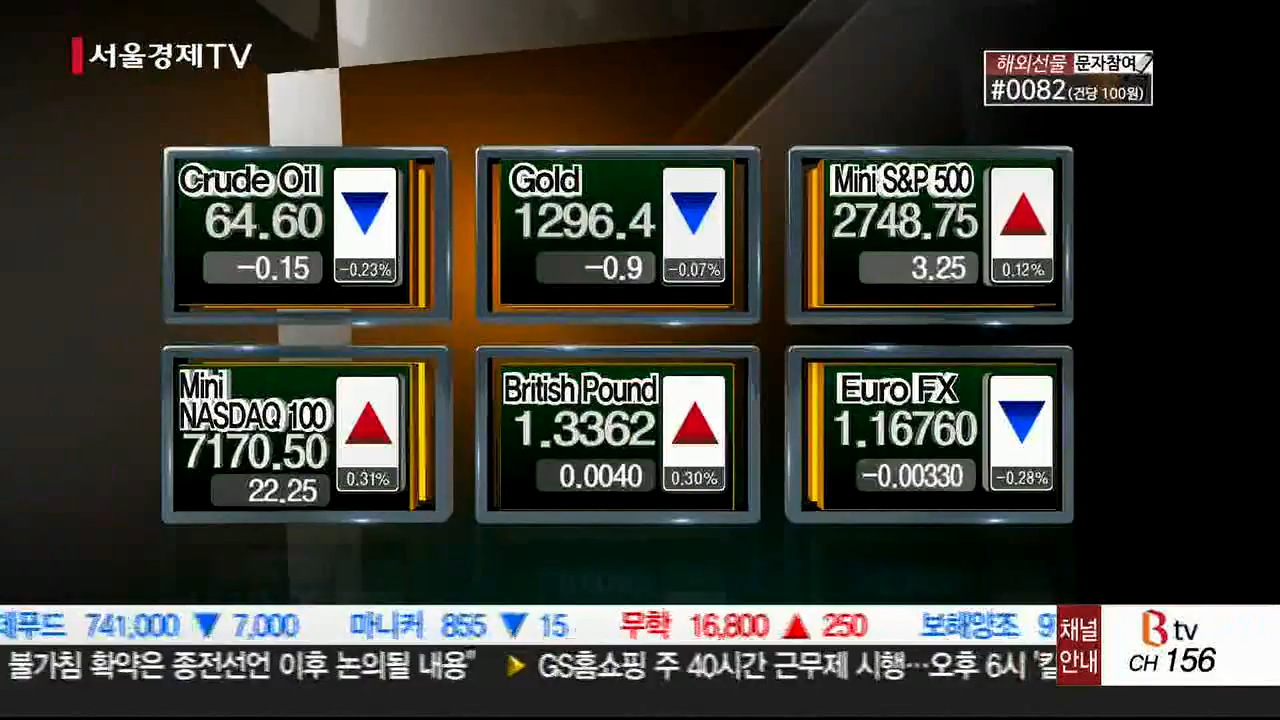 서울경제TV
해외선물 문자참여
#0082(건당 100원)
Crude Oil
64.60
-0.15
-0.23%
Gold
1296.4
-0.9
-0.07%
Mini S&P 500
2748.75
3.25
0.12%
Mini
NASDAQ 100
7170.50
22.25
0.31%
British Pound
1.3362
0.0040
0.30%
Euro FX
1.16760
-0.00330
-0.28%
푸드 741,000 ▼ 7,000 마니커 855 ▼ 15 무학 16,800 ▲ 250 보해양조 9
불가침 확약은 종전선언 이후 논의될 내용" ▶ GS홈쇼핑 주 40시간 근무제 시행…오후 6시 '칼
채널
안내
B tv
CH 156